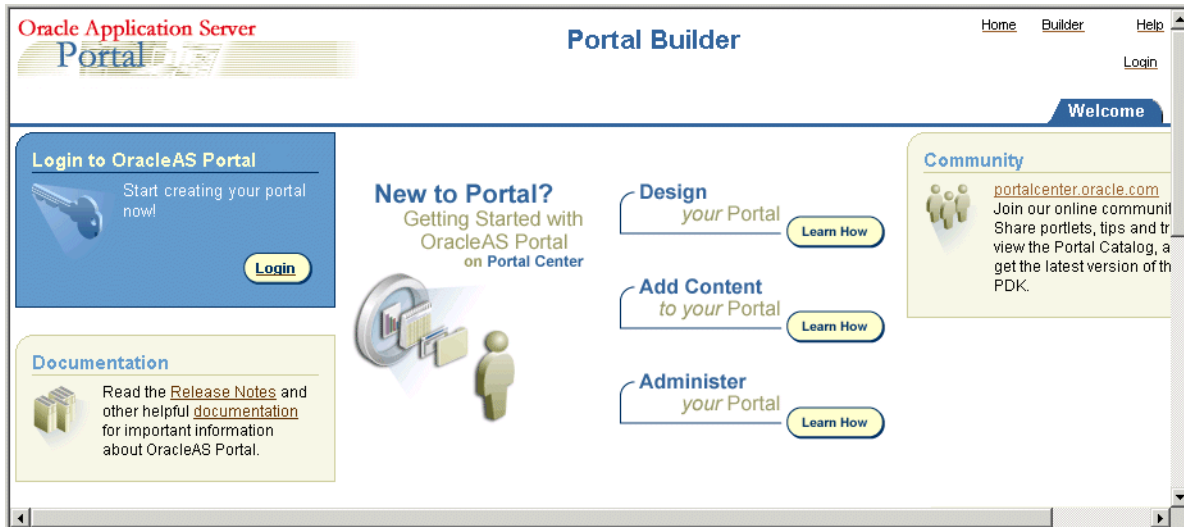 Oracle Application Server
Portal
Portal Builder
Home Builder Help
Login
Welcome
Login to OracleAS Portal
Start creating your portal
now!
Login
Documentation
Read the Release Notes and
other helpful documentation
for important information
about OracleAS Portal.
New to Portal?
Getting Started with
OracleAS Portal
on Portal Center
Design
your Portal
Learn How
Add Content
to your Portal
Learn How
Administer
your Portal
Learn How
Community
portalcenter.oracle.com
Join our online
Share portlets, tips and
view the Portal Catalog,
get the latest version of
PDK.